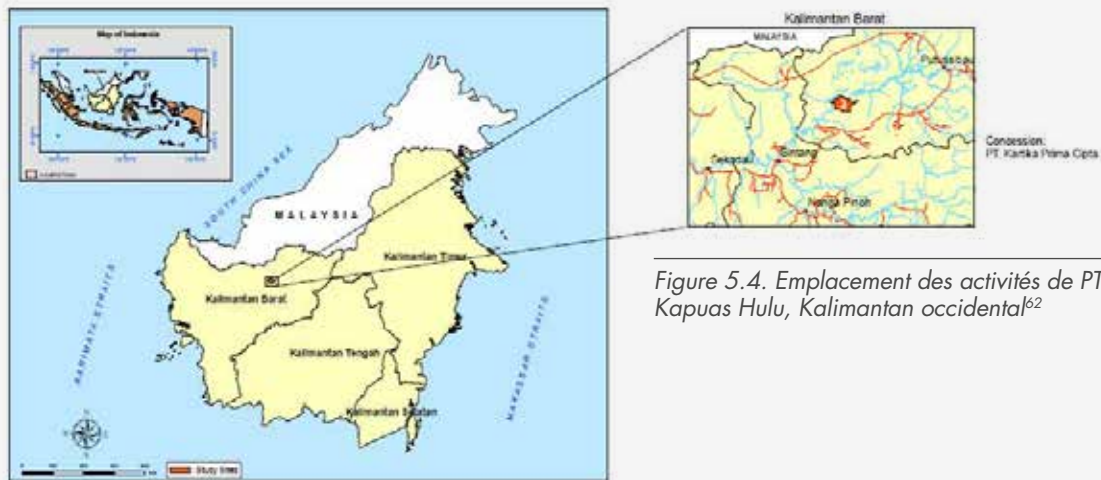 Map of Indonesia
SOUTH CHINA SEA
MALAYSIA
Kalimantan Timur
Kalimantan Barat
Kalimantan Tengah
Kalimantan Selatan
KARIMATA STRAITS
MAKASSAR STRAITS
Study Sites
Kalimantan Barat
MALAYSIA
Putussibau
Sekadau
Sintang
Nanga Pinoh
Concession:
PT. Kartika Prima Cipta
Figure 5.4. Emplacement des activités de PT
Kapuas Hulu, Kalimantan occidental⁶²